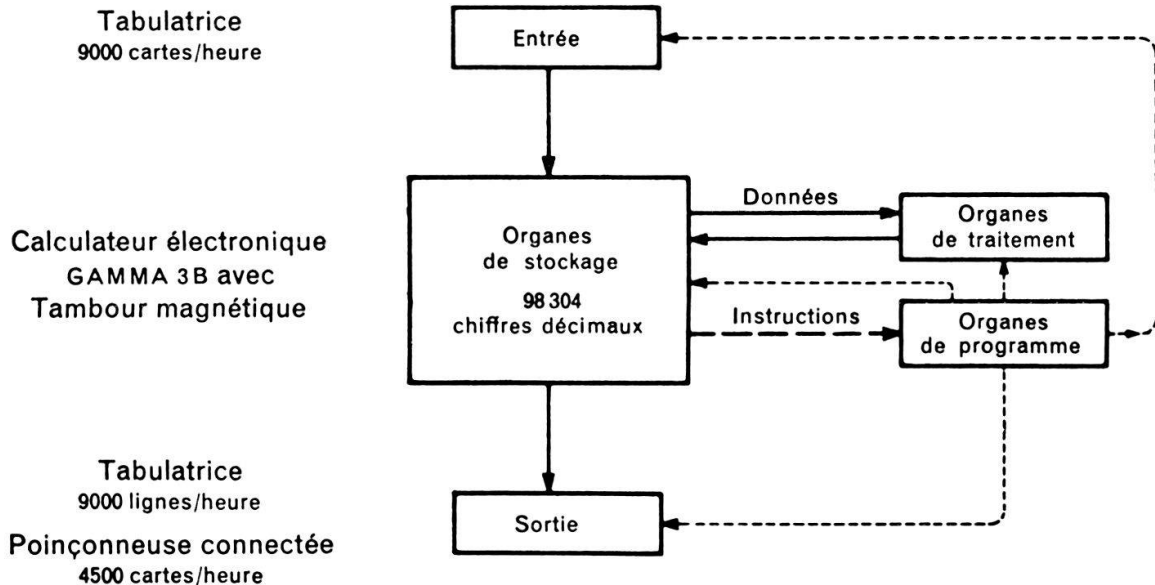 Tabulatrice
9000 cartes/heure
Entrée
Calculateur électronique
GAMMA 3B avec
Tambour magnétique
Organes
de stockage
98 304
chiffres décimaux
Données
Organes
de traitement
Instructions
Organes
de programme
Tabulatrice
9000 lignes/heure
Poinçonneuse connectée
4500 cartes/heure
Sortie